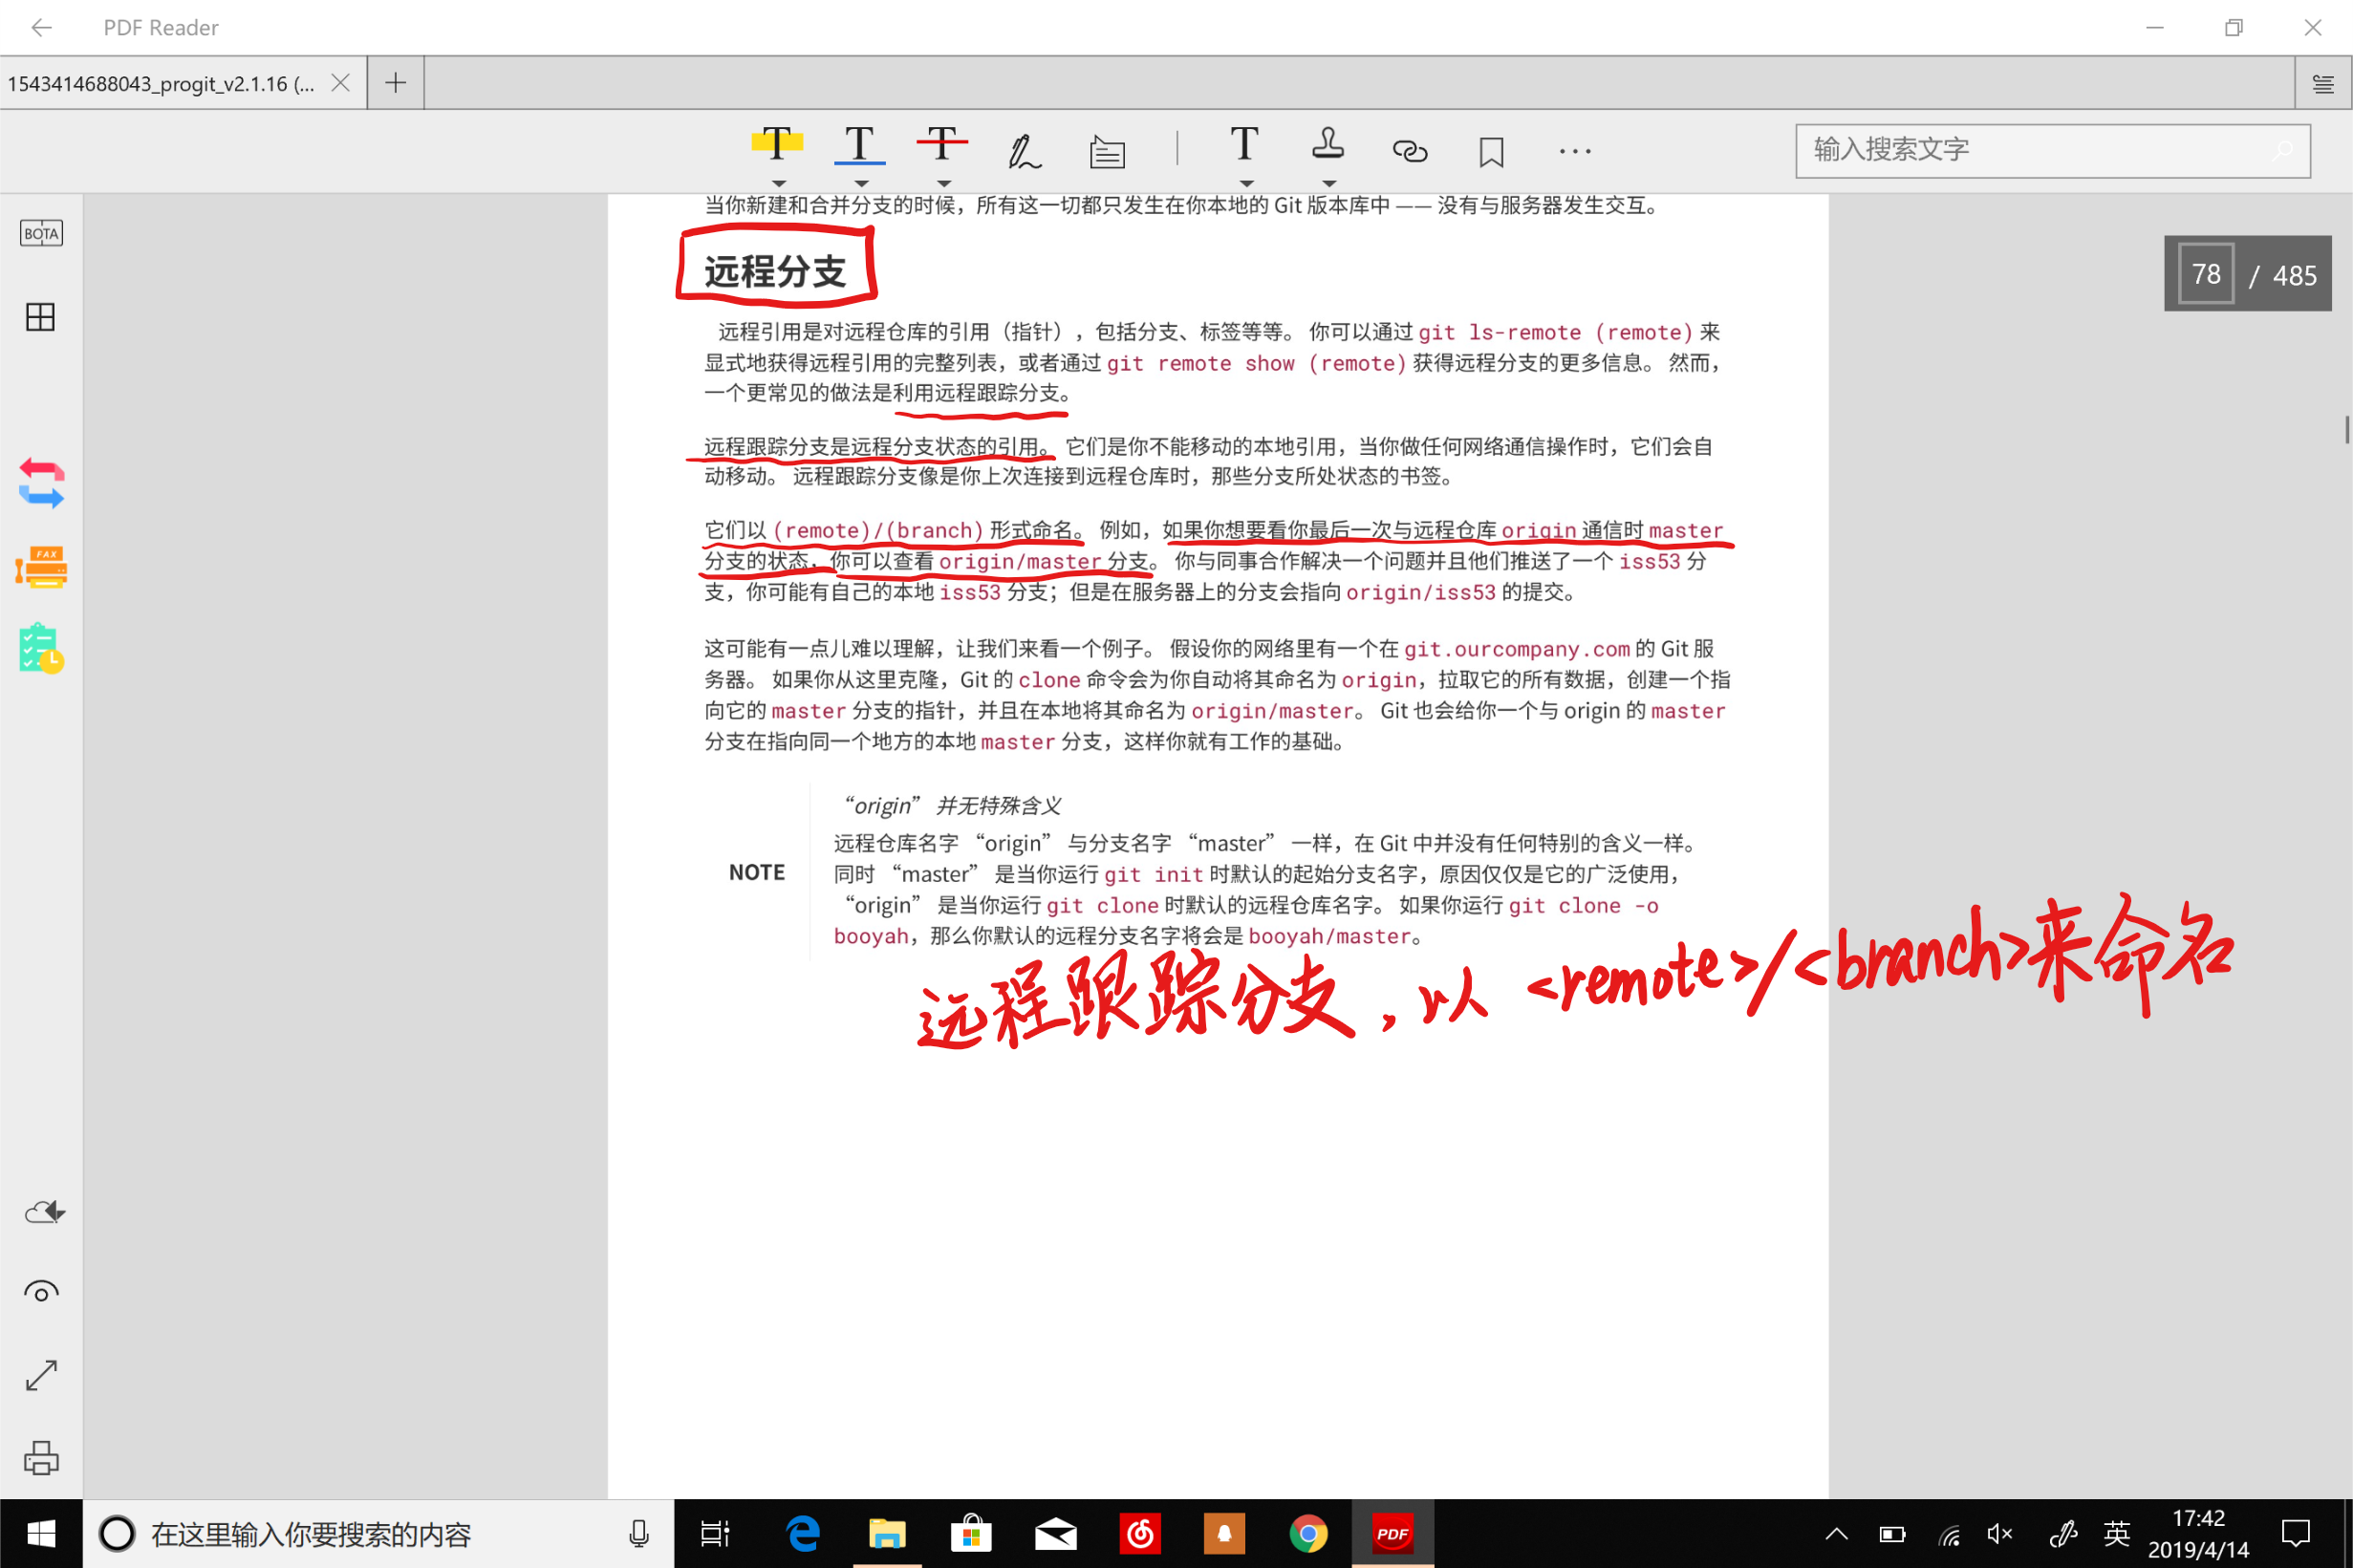 PDF Reader
1543414688043_progit_v2.1.16 (...
T T T T
输入搜索文字
BOTA
FAX
78 / 485
当你新建和合并分支的时候，所有这一切都只发生在你本地的 Git 版本库中 —— 没有与服务器发生交互。
远程分支
远程引用是对远程仓库的引用（指针），包括分支、标签等等。 你可以通过 git ls-remote (remote) 来
显式地获得远程引用的完整列表，或者通过 git remote show (remote) 获得远程分支的更多信息。 然而，
一个更常见的做法是利用远程跟踪分支。
远程跟踪分支是远程分支状态的引用。 它们是你不能移动的本地引用，当你做任何网络通信操作时，它们会自
动移动。 远程跟踪分支像是你上次连接到远程仓库时，那些分支所处状态的书签。
它们以 (remote)/(branch) 形式命名。 例如，如果你想要看你最后一次与远程仓库 origin 通信时 master
分支的状态，你可以查看 origin/master 分支。 你与同事合作解决一个问题并且他们推送了一个 iss53 分
支，你可能有自己的本地 iss53 分支；但是在服务器上的分支会指向 origin/iss53 的提交。
这可能有一点儿难以理解，让我们来看一个例子。 假设你的网络里有一个在 git.ourcompany.com 的 Git 服
务器。 如果你从这里克隆，Git 的 clone 命令会为你自动将其命名为 origin，拉取它的所有数据，创建一个指
向它的 master 分支的指针，并且在本地将其命名为 origin/master。 Git 也会给你一个与 origin 的 master
分支在指向同一个地方的本地 master 分支，这样你就有工作的基础。
“origin” 并无特殊含义
NOTE
远程仓库名字 “origin” 与分支名字 “master” 一样，在 Git 中并没有任何特别的含义一样。
同时 “master” 是当你运行 git init 时默认的起始分支名字，原因仅仅是它的广泛使用，
“origin” 是当你运行 git clone 时默认的远程仓库名字。 如果你运行 git clone -o
booyah，那么你默认的远程分支名字将会是 booyah/master。
远程跟踪分支，以 <remote>/<branch>来命名
在这里输入你要搜索的内容
PDF
英
17:42
2019/4/14